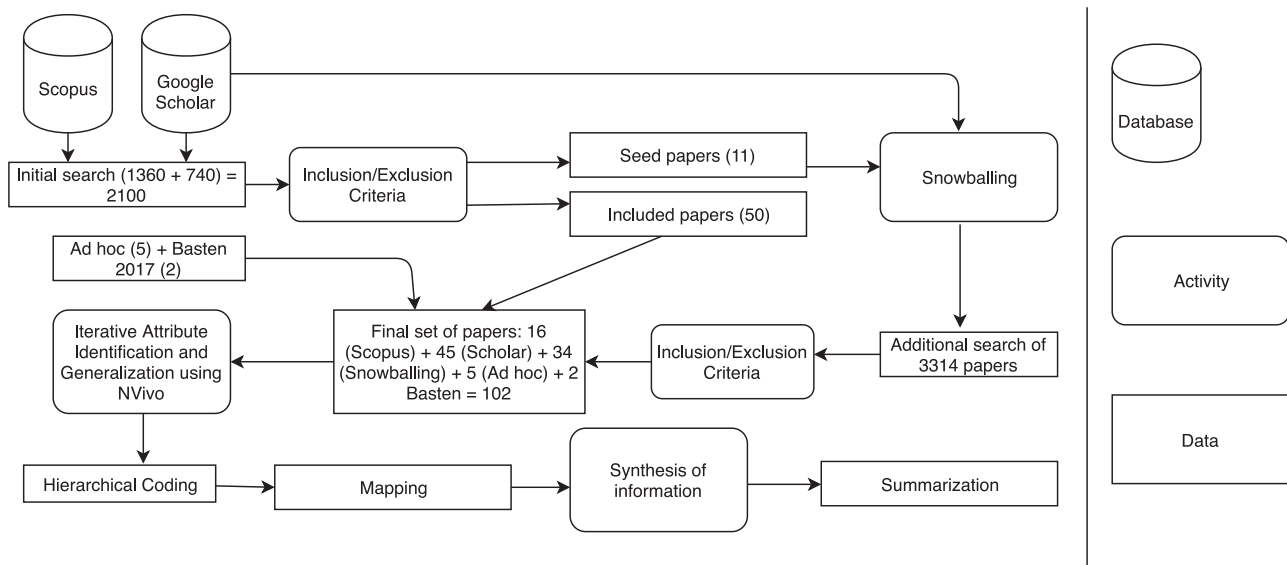 Scopus
Google
Scholar
Database
Initial search (1360 + 740) =
2100
Inclusion/Exclusion
Criteria
Seed papers (11)
Included papers (50)
Snowballing
Ad hoc (5) + Basten
2017 (2)
Activity
Iterative Attribute
Identification and
Generalization using
NVivo
Final set of papers: 16
(Scopus) + 45 (Scholar) + 34
(Snowballing) + 5 (Ad hoc) + 2
Basten = 102
Inclusion/Exclusion
Criteria
Additional search of
3314 papers
Data
Hierarchical Coding
Mapping
Synthesis of
information
Summarization